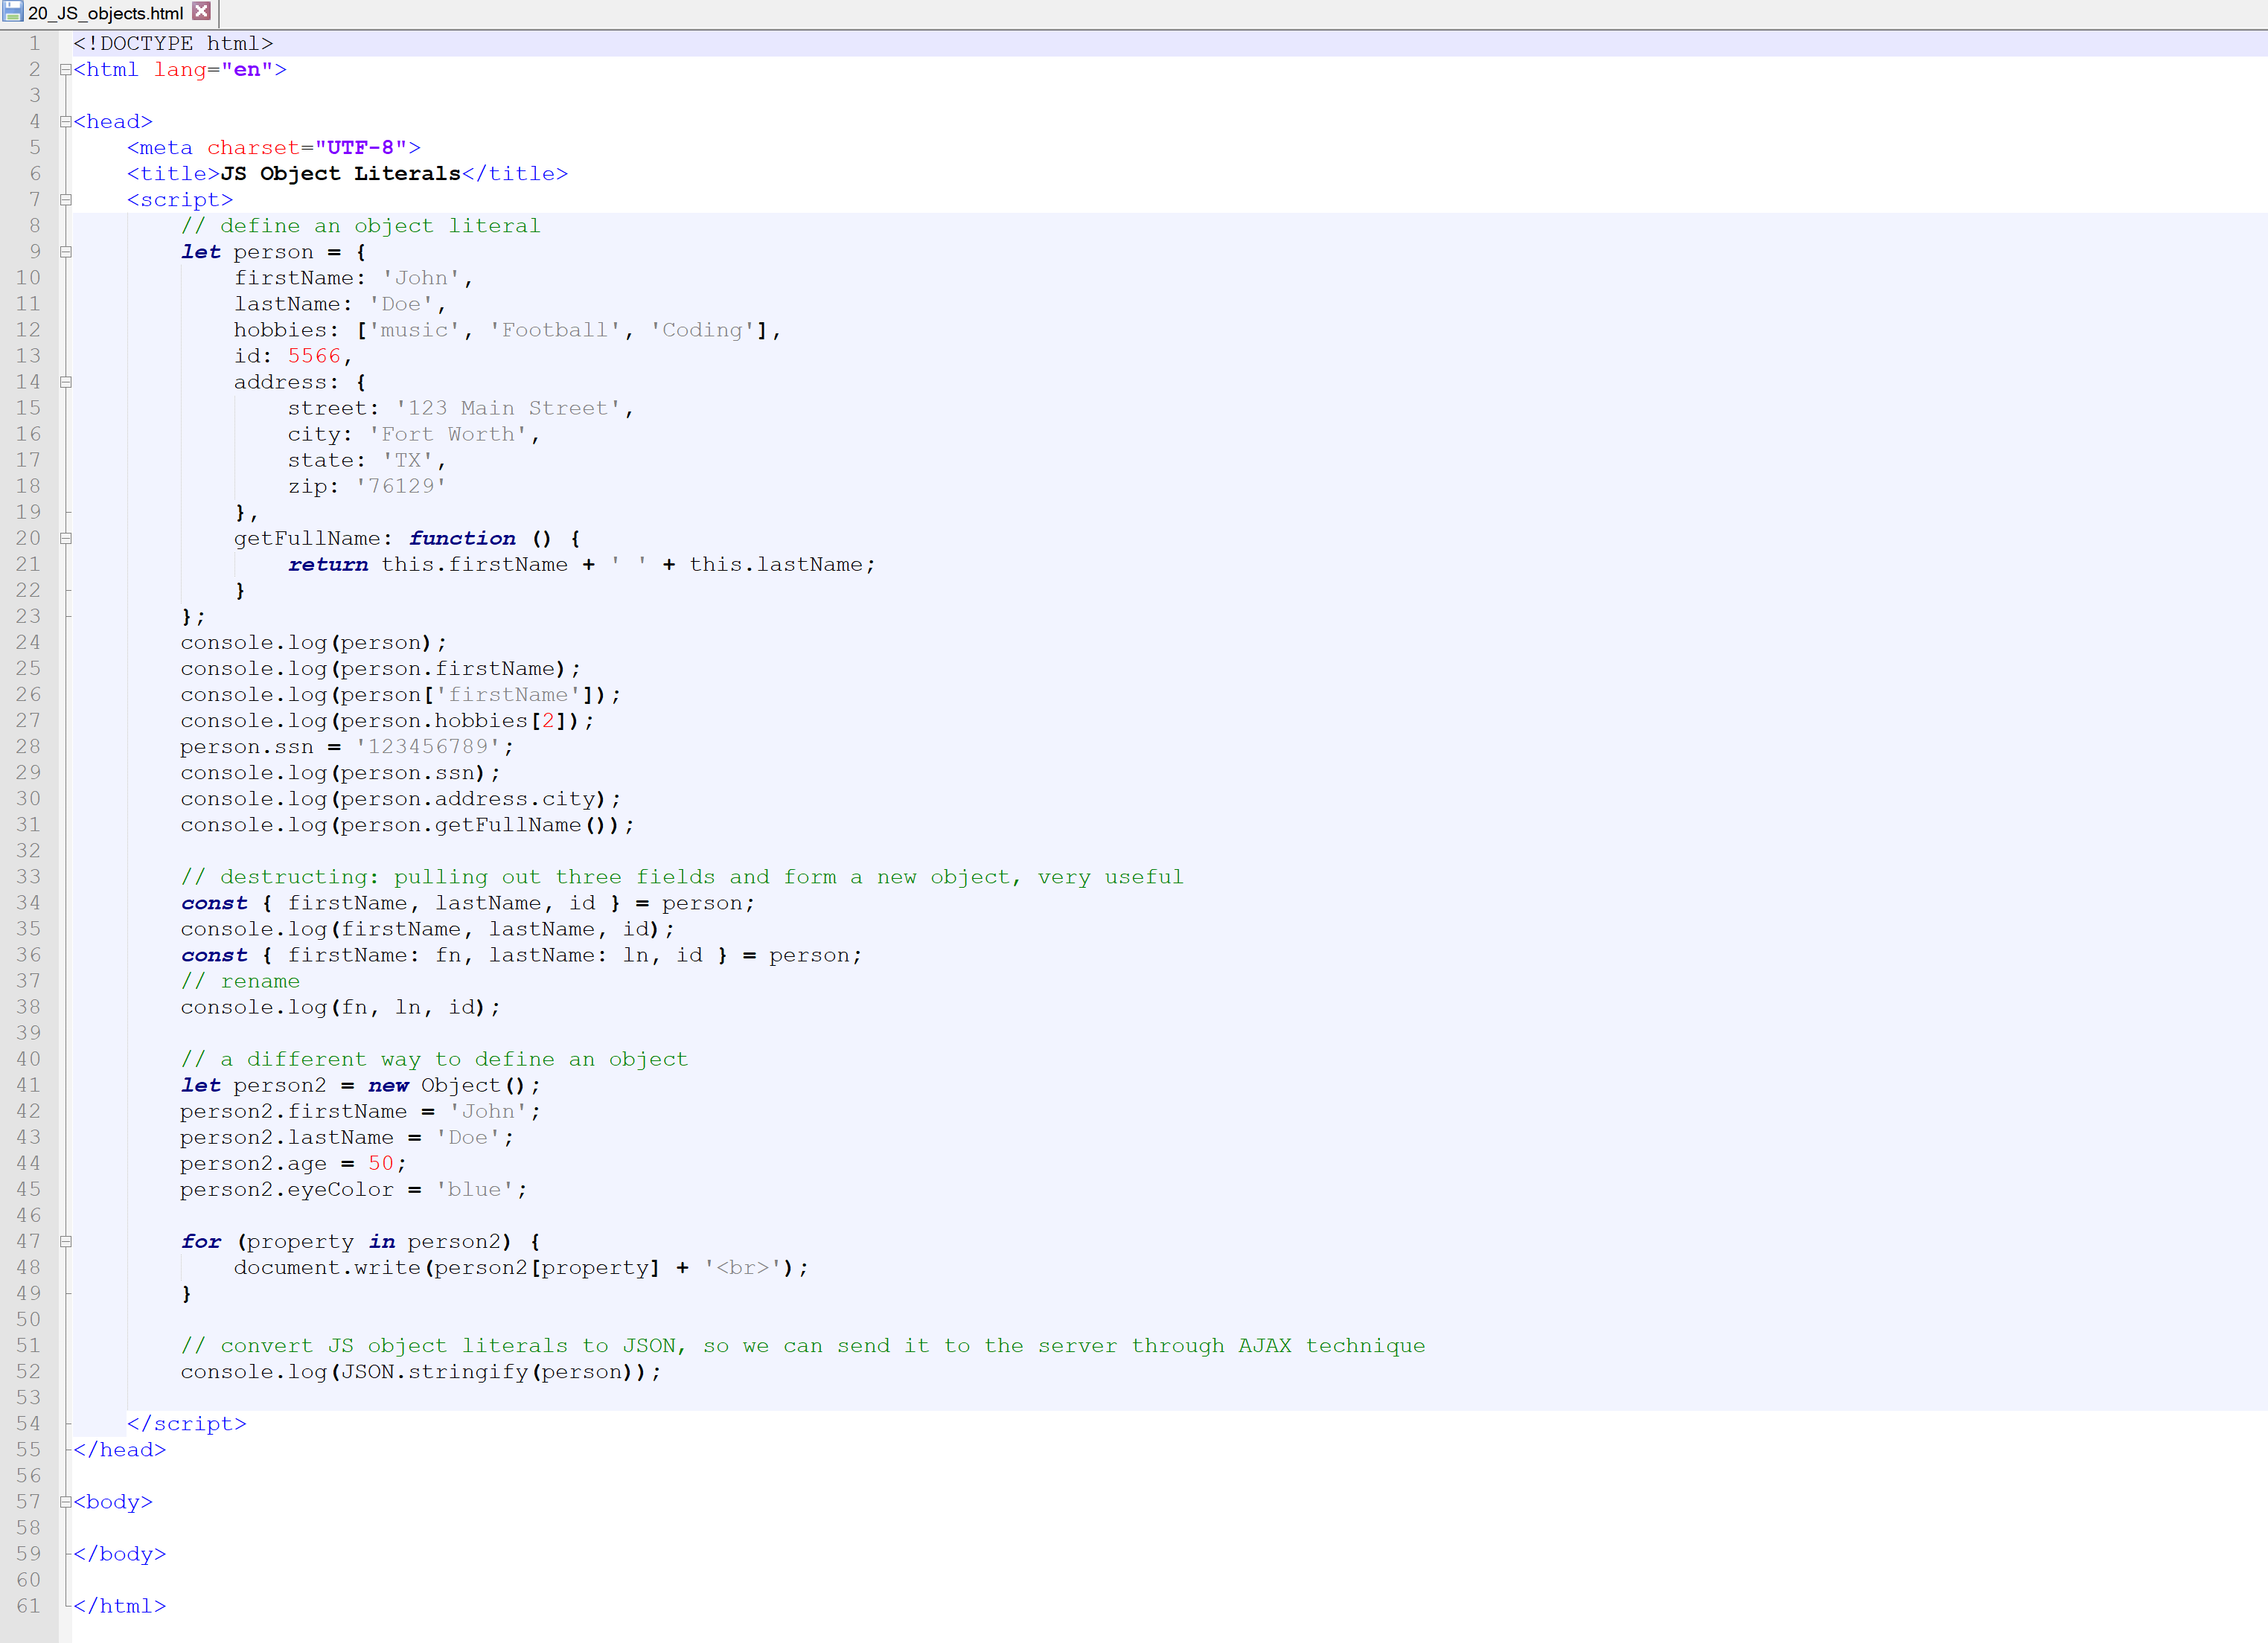 20_JS_objects.html
1 <!DOCTYPE html>
2 <html lang="en">
3
4 <head>
5     <meta charset="UTF-8">
6     <title>JS Object Literals</title>
7     <script>
8         // define an object literal
9         let person = {
10             firstName: 'John',
11             lastName: 'Doe',
12             hobbies: ['music', 'Football', 'Coding'],
13             id: 5566,
14             address: {
15                 street: '123 Main Street',
16                 city: 'Fort Worth',
17                 state: 'TX',
18                 zip: '76129'
19             },
20             getFullName: function () {
21                 return this.firstName + ' ' + this.lastName;
22             }
23         };
24         console.log(person);
25         console.log(person.firstName);
26         console.log(person['firstName']);
27         console.log(person.hobbies[2]);
28         person.ssn = '123456789';
29         console.log(person.ssn);
30         console.log(person.address.city);
31         console.log(person.getFullName());
32
33         // destructing: pulling out three fields and form a new object, very useful
34         const { firstName, lastName, id } = person;
35         console.log(firstName, lastName, id);
36         const { firstName: fn, lastName: ln, id } = person;
37         // rename
38         console.log(fn, ln, id);
39
40         // a different way to define an object
41         let person2 = new Object();
42         person2.firstName = 'John';
43         person2.lastName = 'Doe';
44         person2.age = 50;
45         person2.eyeColor = 'blue';
46
47         for (property in person2) {
48             document.write(person2[property] + '<br>');
49         }
50
51         // convert JS object literals to JSON, so we can send it to the server through AJAX technique
52         console.log(JSON.stringify(person));
53
54     </script>
55 </head>
56
57 <body>
58
59 </body>
60
61 </html>